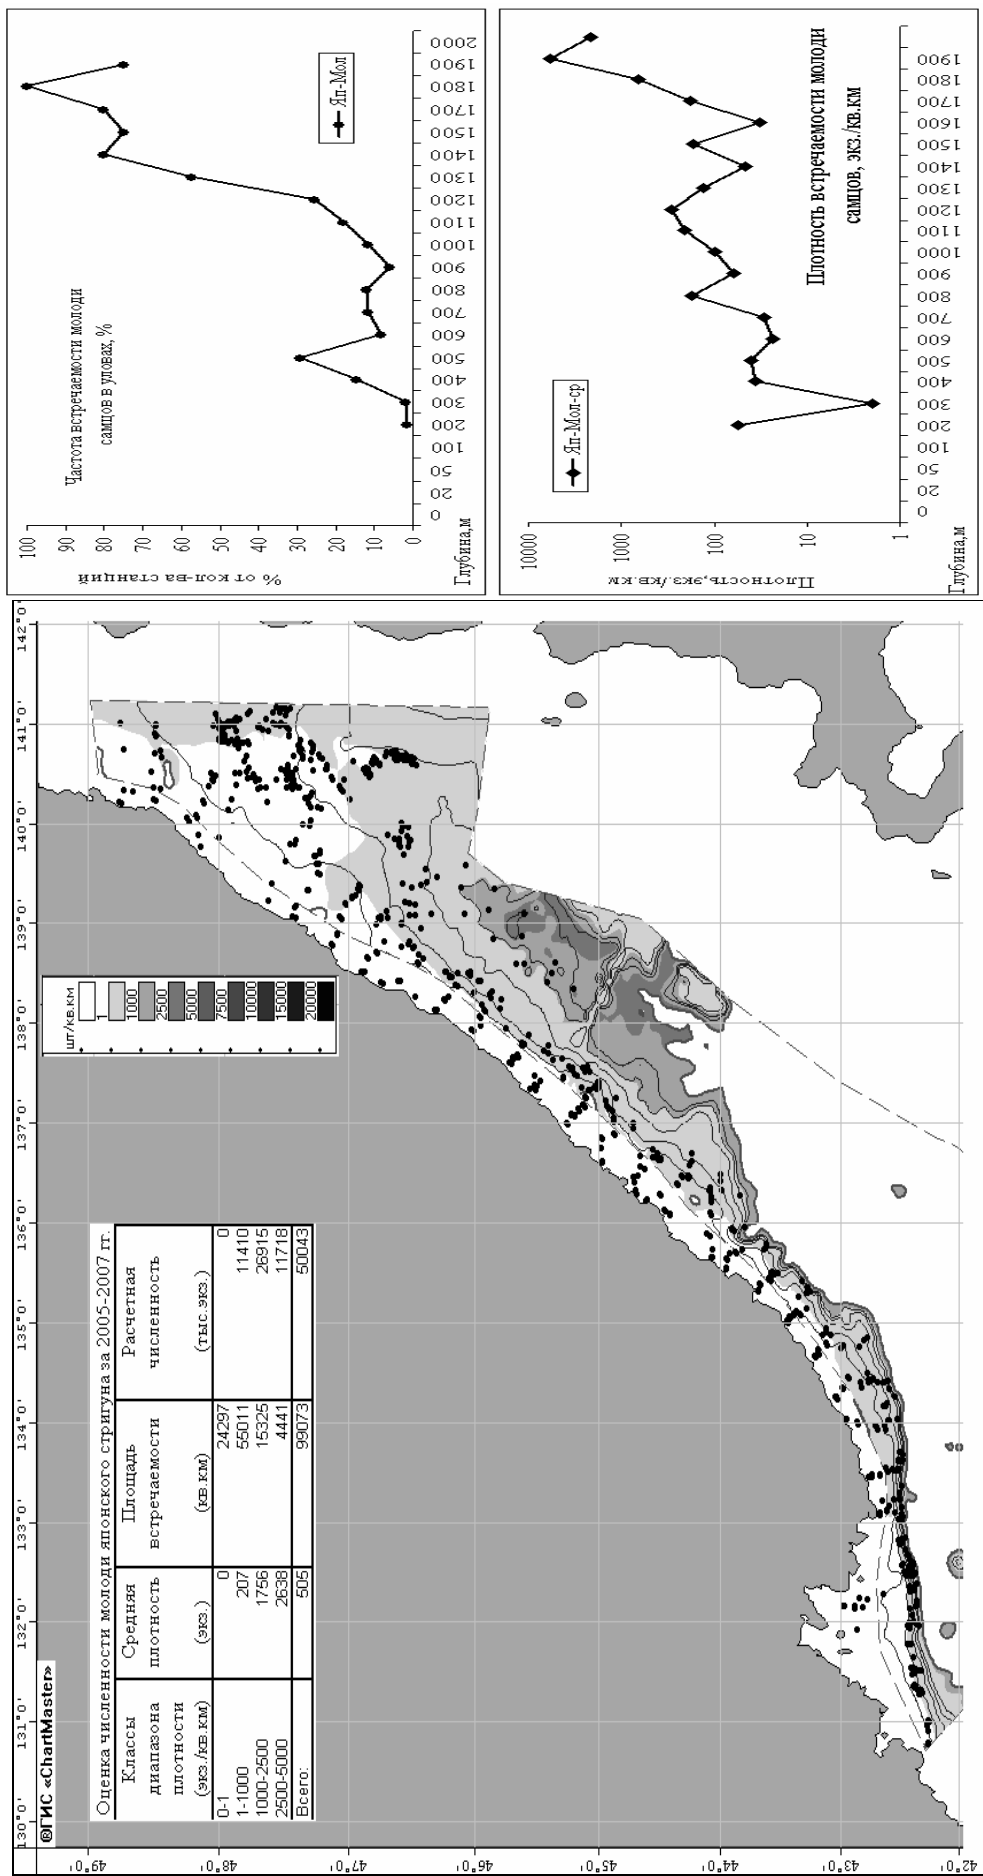 ®ГИС «ChartMaster»
130°0' 131°0' 132°0' 133°0' 134°0' 135°0' 136°0' 137°0' 138°0' 139°0' 140°0' 141°0' 142°0'
49°0'
48°0'
47°0'
46°0'
45°0'
44°0'
43°0'
42°0'
Оценка численности молоди японского стригуна за 2005-2007 гг.
Классы Средняя Площадь Расчетная
диапазона плотность встречаемости численность
плотности
(экз./кв.км) (экз.) (кв.км) (тыс.экз.)
0-1 0 24297 0
1-1000 207 55011 11410
1000-2500 1756 15325 26915
2500-5000 2638 4441 11718
Всего: 505 99073 50043
шт/кв.км
1
1000
2500
5000
7500
10000
15000
20000
Частота встречаемости молоди
самцов в уловах, %
Яп-Мол
% от кол-ва станций
100
90
80
70
60
50
40
30
20
10
0
Глубина,м
0 20 50 100 200 300 400 500 600 700 800 900 1000 1100 1200 1300 1400 1500 1700 1800 1900 2000
Яп-Мол-ср
Плотность встречаемости молоди
самцов, экз./кв.км
Плотность,экз./кв.км
10000
1000
100
10
1
Глубина,м
0 20 50 100 200 300 400 500 600 700 800 900 1000 1100 1200 1300 1400 1500 1600 1700 1800 1900